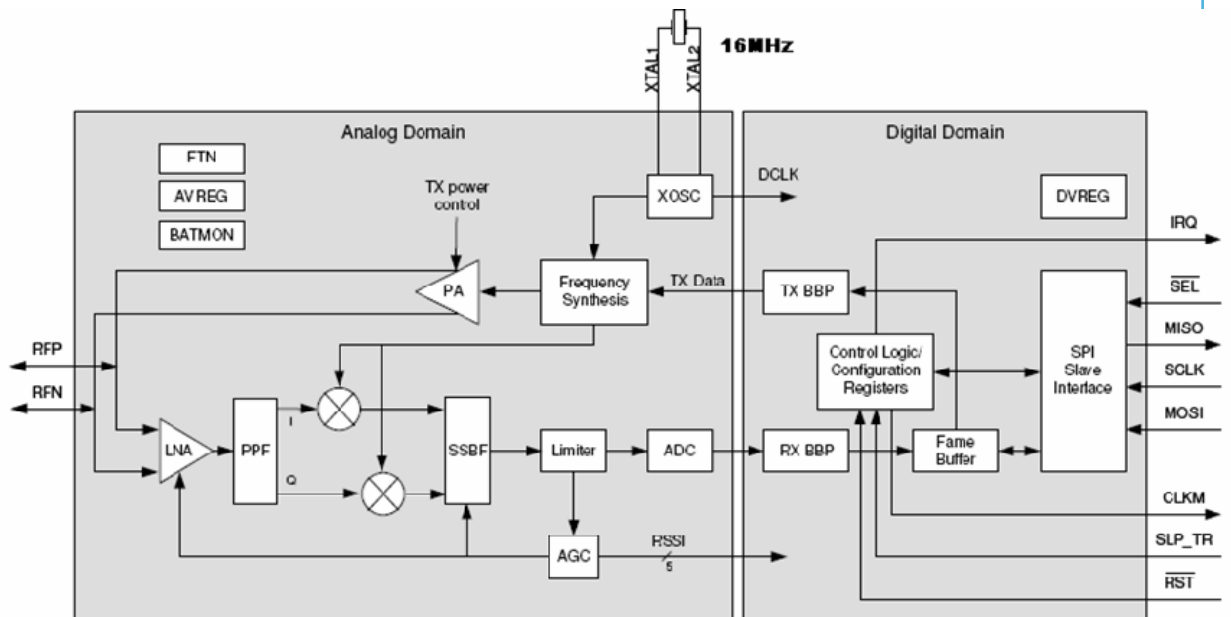 XTAL1
XTAL2
16MHz
Analog Domain
Digital Domain
FTN
AVREG
BATMON
TX power
control
XOSC
DCLK
DVREG
IRQ
PA
Frequency
Synthesis
TX Data
TX BBP
SEL
MISO
Control Logic/
Configuration
Registers
SPI
Slave
Interface
SCLK
MOSI
RFP
RFN
LNA
PPF
I
Q
SSBF
Limiter
ADC
RX BBP
Fame
Buffer
CLKM
AGC
RSSI
5
SLP_TR
RST